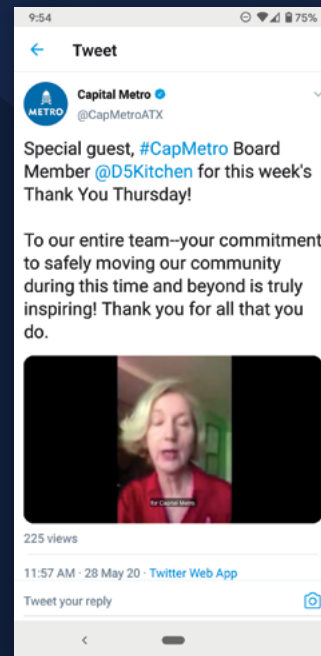 9:54
75%
Tweet
METRO
Capital Metro
@CapMetroATX
Special guest, #CapMetro Board
Member @D5Kitchen for this week's
Thank You Thursday!
To our entire team--your commitment
to safely moving our community
during this time and beyond is truly
inspiring! Thank you for all that you
do.
for Capital Metro
225 views
11:57 AM · 28 May 20 · Twitter Web App
Tweet your reply